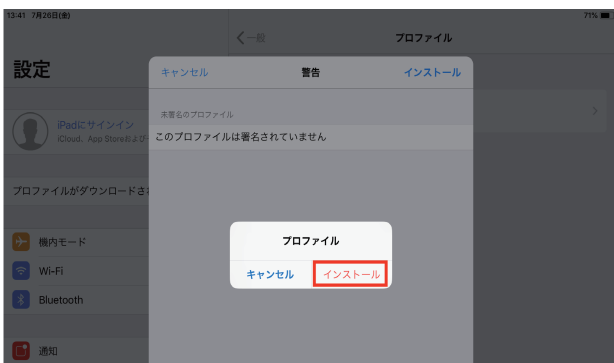 13:41 7月26日(金)
71%
一般
プロファイル
設定
キャンセル
警告
インストール
未署名のプロファイル
このプロファイルは署名されていません
iPadにサインイン
iCloud、App Storeおよび
プロファイルがダウンロードさ
プロファイル
キャンセル
インストール
機内モード
Wi-Fi
Bluetooth
通知